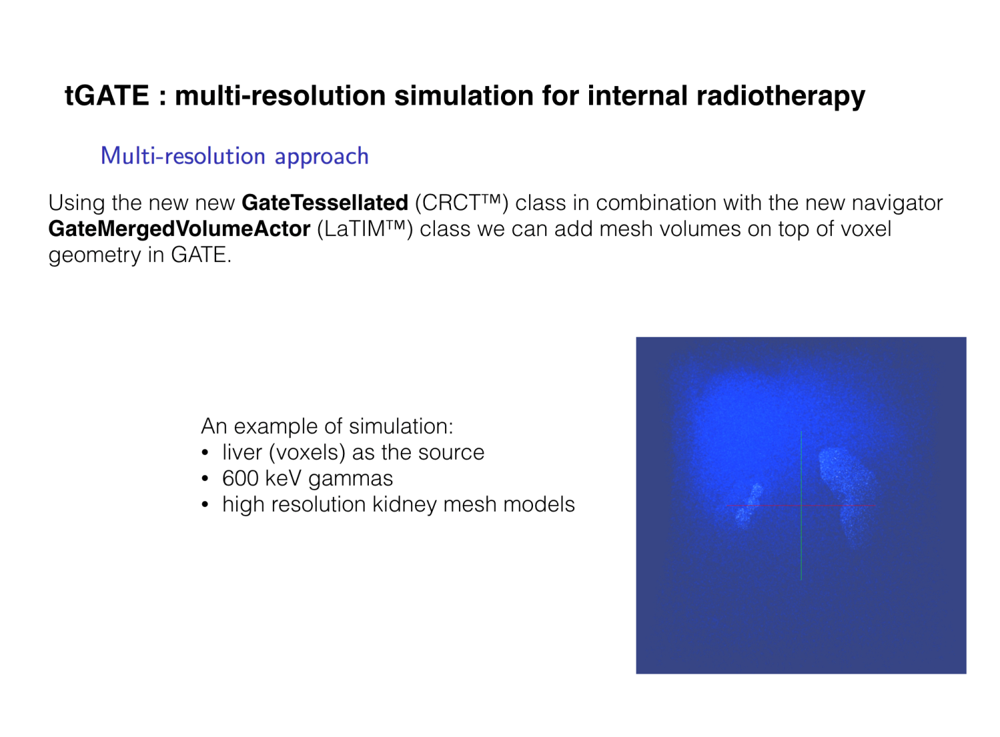 tGATE : multi-resolution simulation for internal radiotherapy
Multi-resolution approach
Using the new new GateTessellated (CRCT™) class in combination with the new navigator
GateMergedVolumeActor (LaTIM™) class we can add mesh volumes on top of voxel
geometry in GATE.
An example of simulation:
• liver (voxels) as the source
• 600 keV gammas
• high resolution kidney mesh models